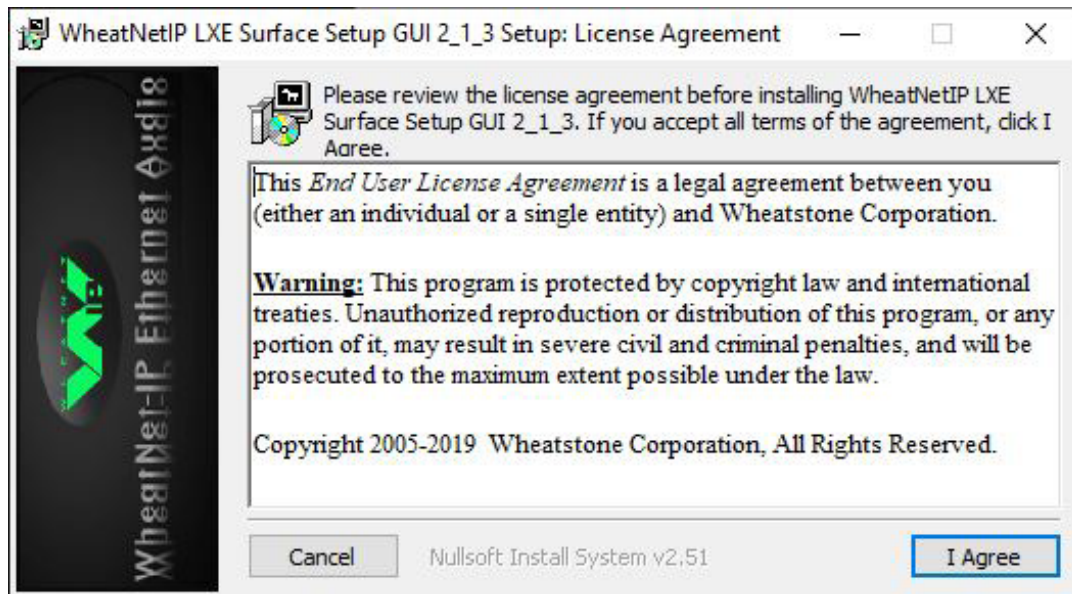 WheatNetIP LXE Surface Setup GUI 2_1_3 Setup: License Agreement
WheatNet-IP Ethernet Audio
WHEATNET
Please review the license agreement before installing WheatNetIP LXE
Surface Setup GUI 2_1_3. If you accept all terms of the agreement, click I
Agree.
This End User License Agreement is a legal agreement between you
(either an individual or a single entity) and Wheatstone Corporation.
Warning: This program is protected by copyright law and international
treaties. Unauthorized reproduction or distribution of this program, or any
portion of it, may result in severe civil and criminal penalties, and will be
prosecuted to the maximum extent possible under the law.
Copyright 2005-2019 Wheatstone Corporation, All Rights Reserved.
Cancel
Nullsoft Install System v2.51
I Agree